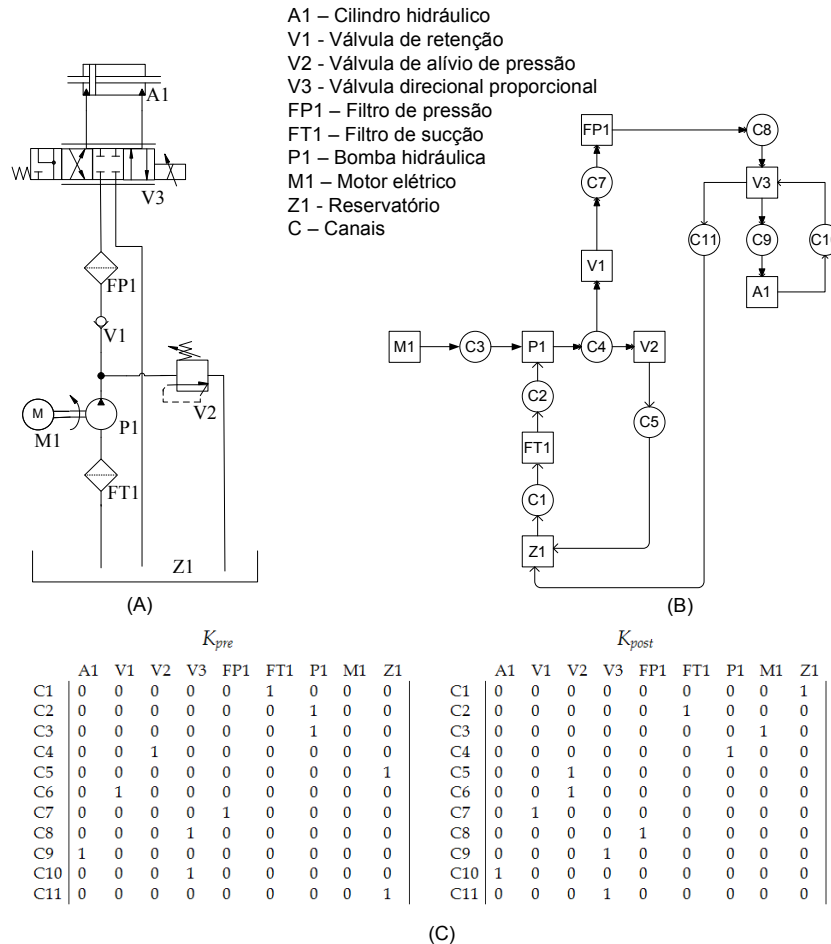 A1 – Cilindro hidráulico
V1 - Válvula de retenção
V2 – Válvula de alívio de pressão
V3 - Válvula direcional proporcional
FP1 – Filtro de pressão
FT1 – Filtro de sucção
P1 – Bomba hidráulica
M1 – Motor elétrico
Z1 - Reservatório
C – Canais
A1
V3
FP1
V1
V2
M
M1
P1
FT1
Z1
(A)
FP1
C8
C7
V3
C11
C9
V1
A1
M1
C3
P1
C4
V2
C2
C5
FT1
C1
Z1
(B)
Kpre
A1 V1 V2 V3 FP1 FT1 P1 M1 Z1
C1 0 0 0 0 0 1 0 0 0
C2 0 0 0 0 0 0 1 0 0
C3 0 0 0 0 0 0 1 0 0
C4 0 0 1 0 0 0 0 0 0
C5 0 0 0 0 0 0 0 0 1
C6 0 1 0 0 0 0 0 0 0
C7 0 0 0 0 1 0 0 0 0
C8 0 0 0 1 0 0 0 0 0
C9 1 0 0 0 0 0 0 0 0
C10 0 0 0 1 0 0 0 0 0
C11 0 0 0 0 0 0 0 0 1
Kpost
A1 V1 V2 V3 FP1 FT1 P1 M1 Z1
C1 0 0 0 0 0 0 0 0 1
C2 0 0 0 0 0 1 0 0 0
C3 0 0 0 0 0 0 0 1 0
C4 0 0 0 0 0 0 1 0 0
C5 0 0 1 0 0 0 0 0 0
C6 0 0 1 0 0 0 0 0 0
C7 0 1 0 0 0 0 0 0 0
C8 0 0 0 0 1 0 0 0 0
C9 0 0 0 1 0 0 0 0 0
C10 1 0 0 0 0 0 0 0 0
C11 0 0 0 1 0 0 0 0 0
(C)